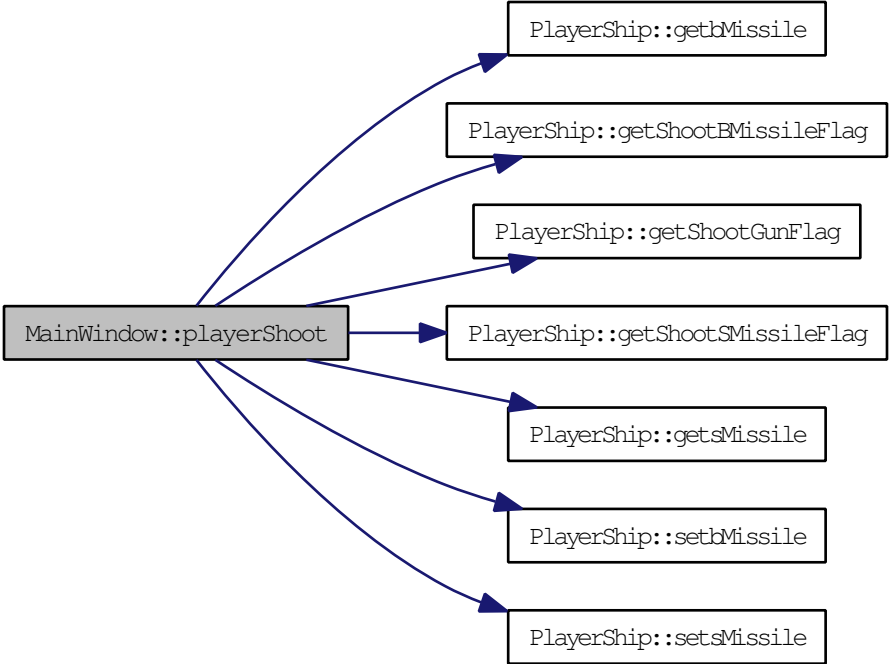 PlayerShip::getbMissile
PlayerShip::getShootBMissileFlag
PlayerShip::getShootGunFlag
MainWindow::playerShoot
PlayerShip::getShootSMissileFlag
PlayerShip::getsMissile
PlayerShip::setbMissile
PlayerShip::setsMissile